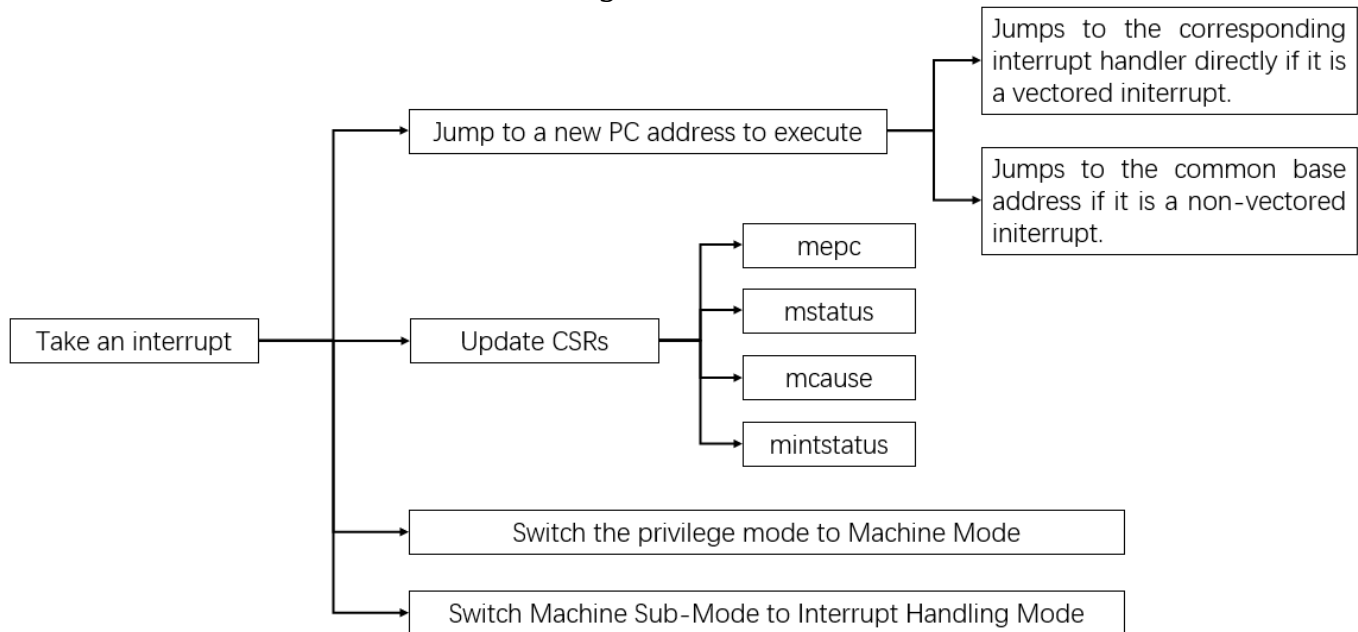 Jumps to the corresponding
interrupt handler directly if it is
a vectored initerrupt.
Jump to a new PC address to execute
Jumps to the common base
address if it is a non-vectored
initerrupt.
mepc
mstatus
Take an interrupt
Update CSRs
mcause
mintstatus
Switch the privilege mode to Machine Mode
Switch Machine Sub-Mode to Interrupt Handling Mode